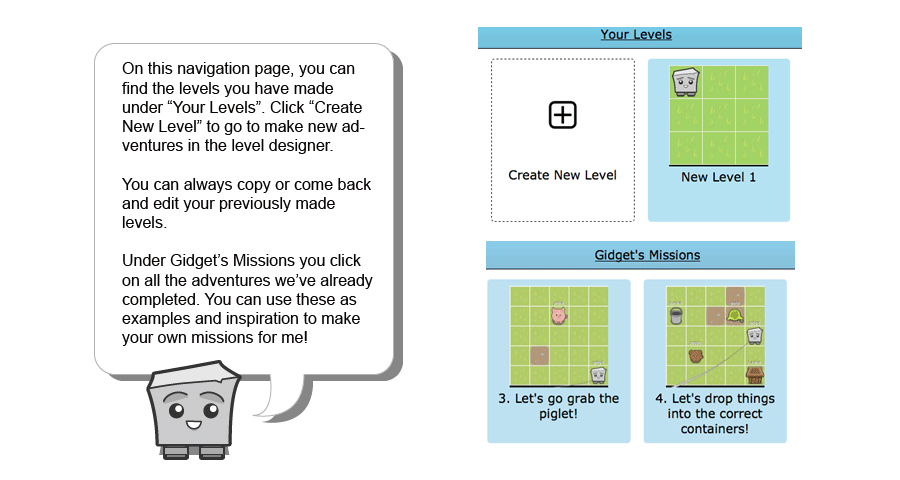 On this navigation page, you can
find the levels you have made
under “Your Levels”. Click “Create
New Level” to go to make new ad-
ventures in the level designer.
You can always copy or come back
and edit your previously made
levels.
Under Gidget’s Missions you click
on all the adventures we’ve already
completed. You can use these as
examples and inspiration to make
your own missions for me!
Your Levels
Create New Level
New Level 1
Gidget's Missions
3. Let's go grab the
piglet!
4. Let's drop things
into the correct
containers!